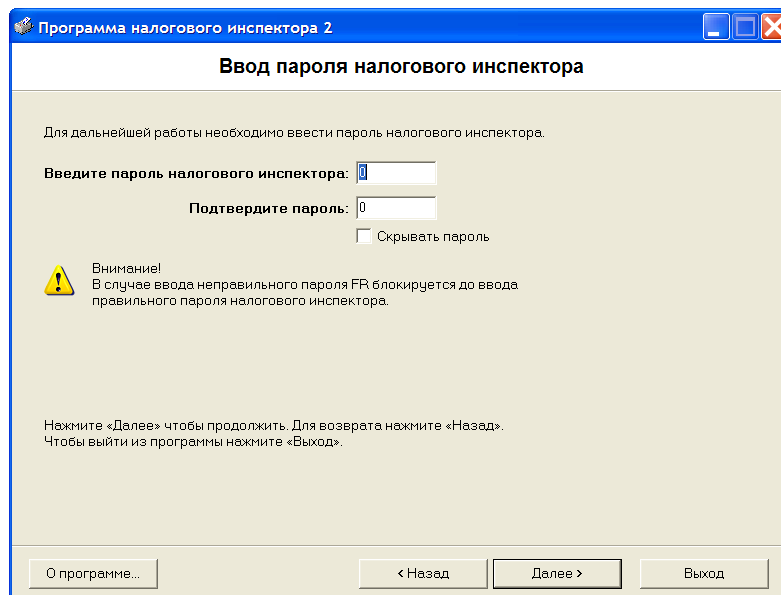 Программа налогового инспектора 2
Ввод пароля налогового инспектора
Для дальнейшей работы необходимо ввести пароль налогового инспектора.
Введите пароль налогового инспектора: 0
Подтвердите пароль: 0
Скрывать пароль
Внимание!
В случае ввода неправильного пароля FR блокируется до ввода
правильного пароля налогового инспектора.
Нажмите «Далее» чтобы продолжить. Для возврата нажмите «Назад».
Чтобы выйти из программы нажмите «Выход».
О программе... < Назад Далее > Выход